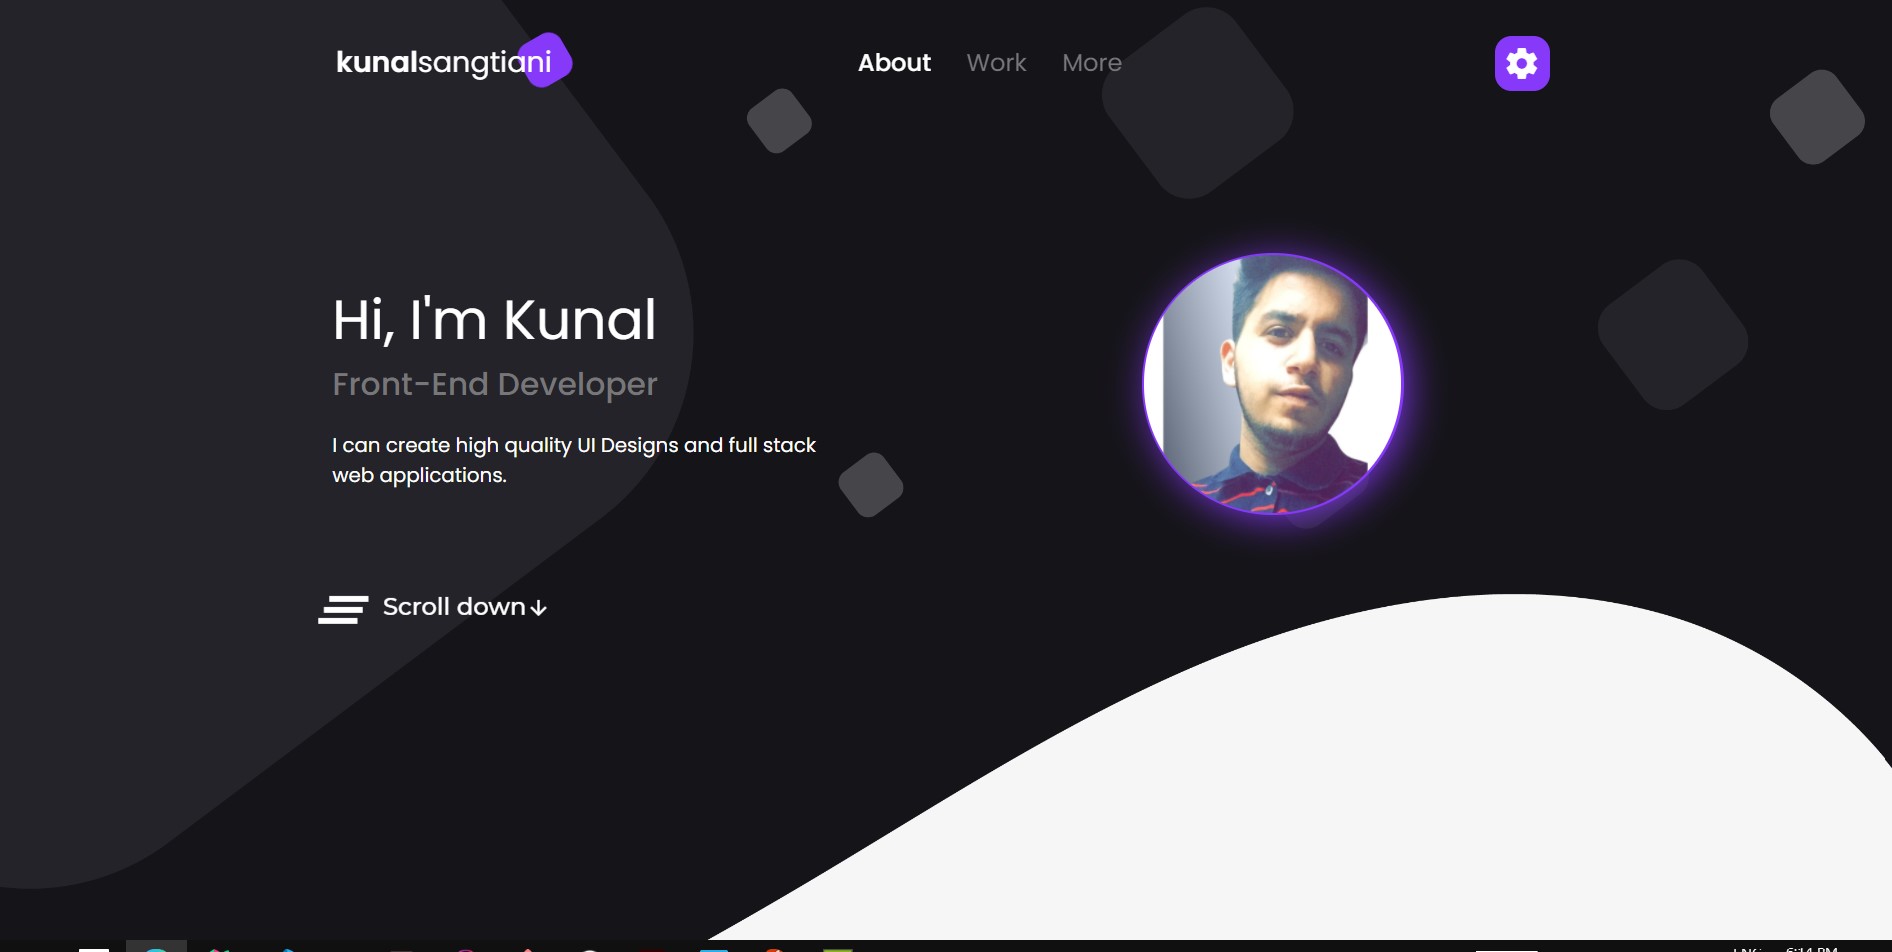 kunalsangtiani
About Work More
Hi, I'm Kunal
Front-End Developer
I can create high quality UI Designs and full stack
web applications.
Scroll down↓